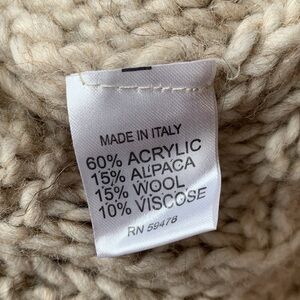 MADE IN ITALY
60% ACRYLIC
15% ALPACA
15% WOOL
10% VISCOSE
RN 59478